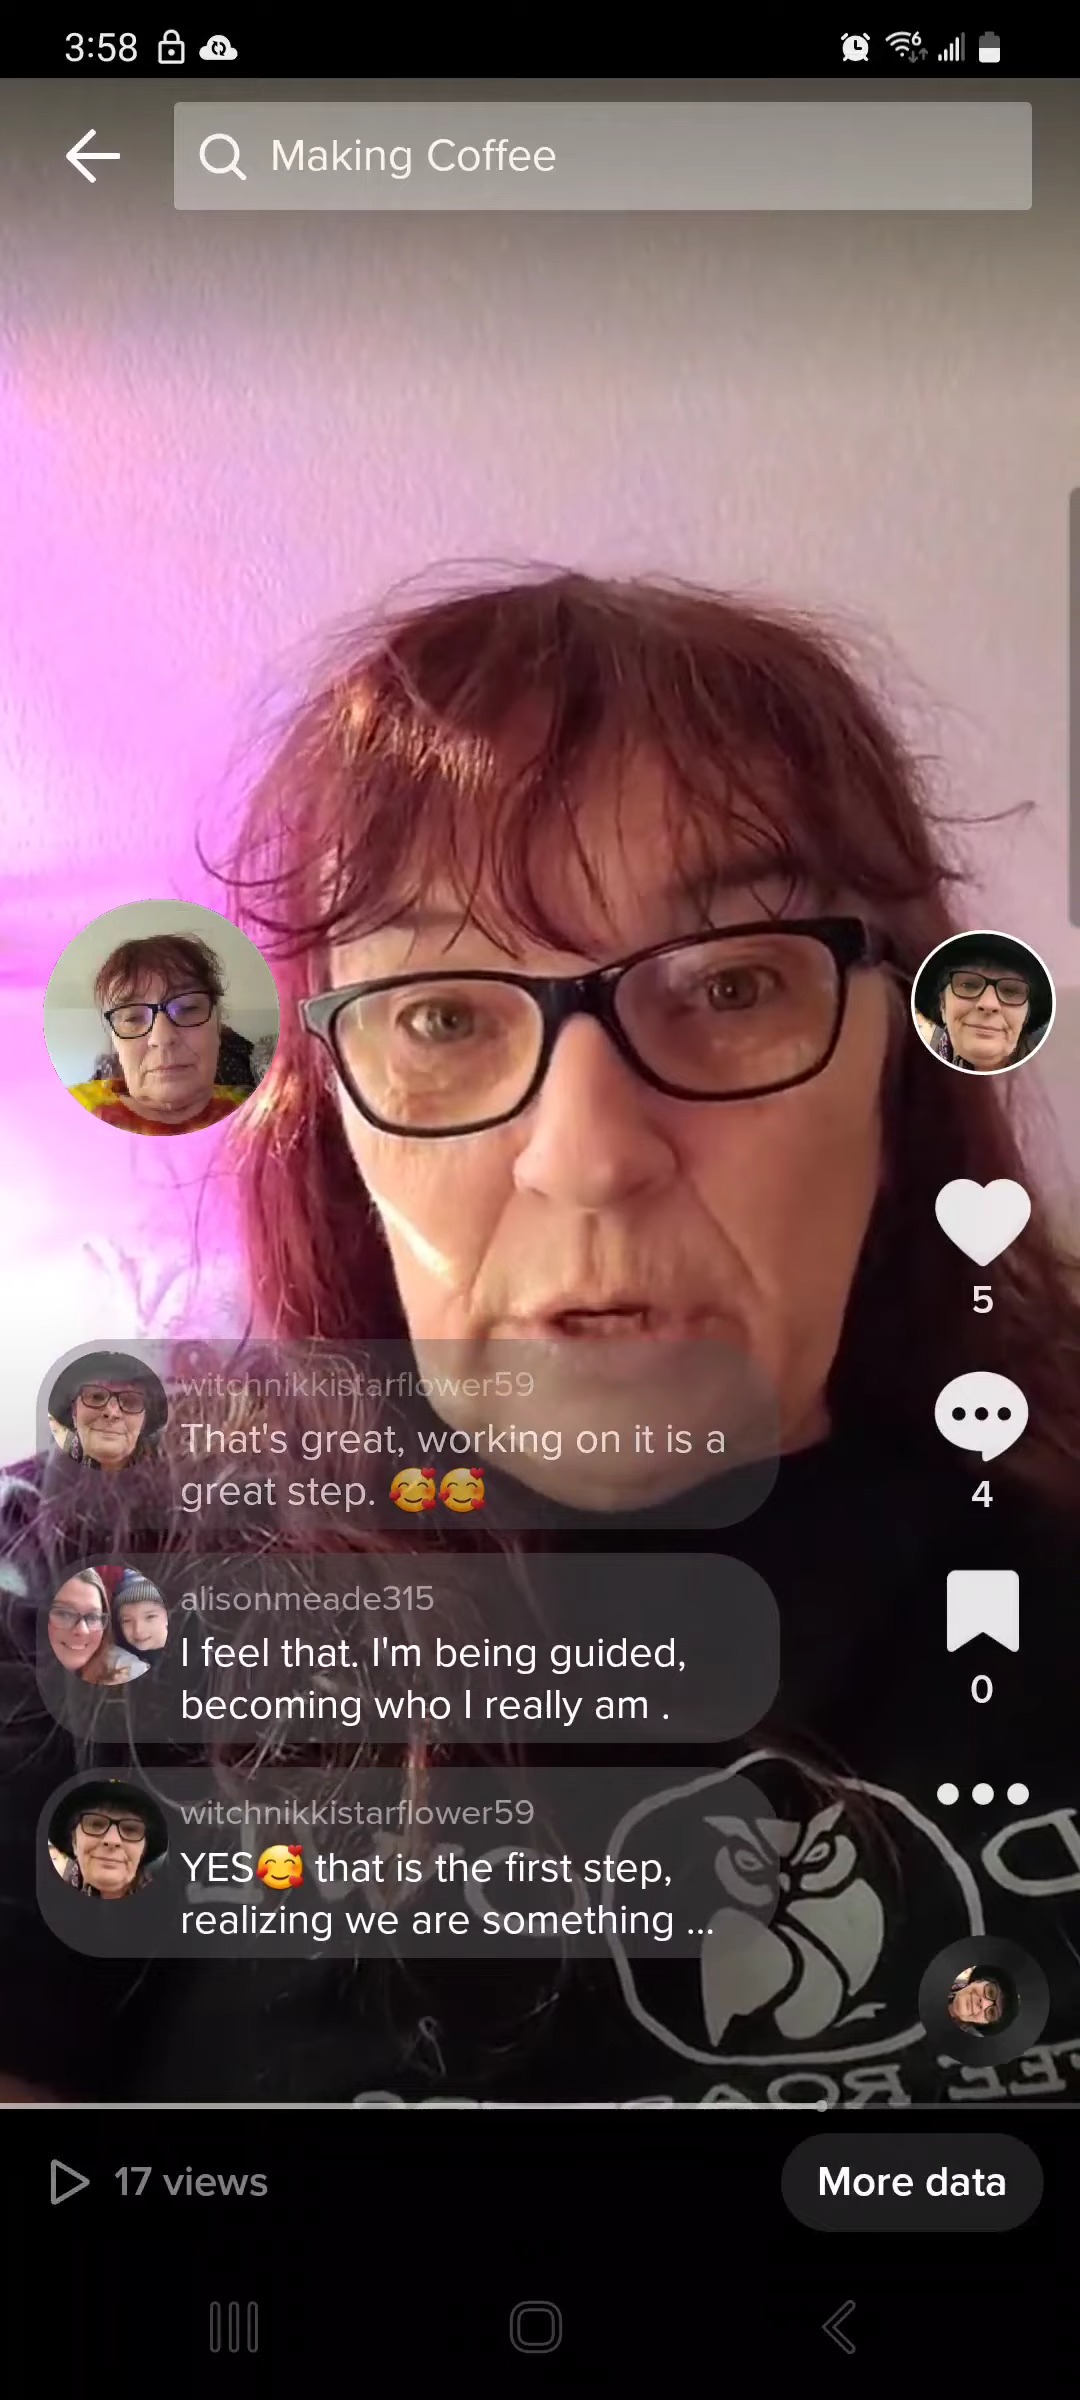 3:58
Making Coffee
5
witchnikkistarflower59
That's great, working on it is a
great step. 🥰🥰
4
alisonmeade315
I feel that. I'm being guided,
becoming who I really am .
0
witchnikkistarflower59
YES🥰 that is the first step,
realizing we are something ...
17 views
More data